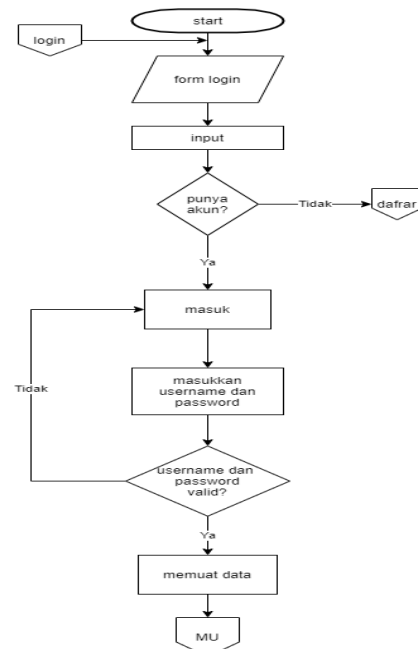 start
login
form login
input
punya
akun?
Tidak
dafrar
Ya
masuk
Tidak
masukkan
username dan
password
username dan
password
valid?
Ya
memuat data
MU